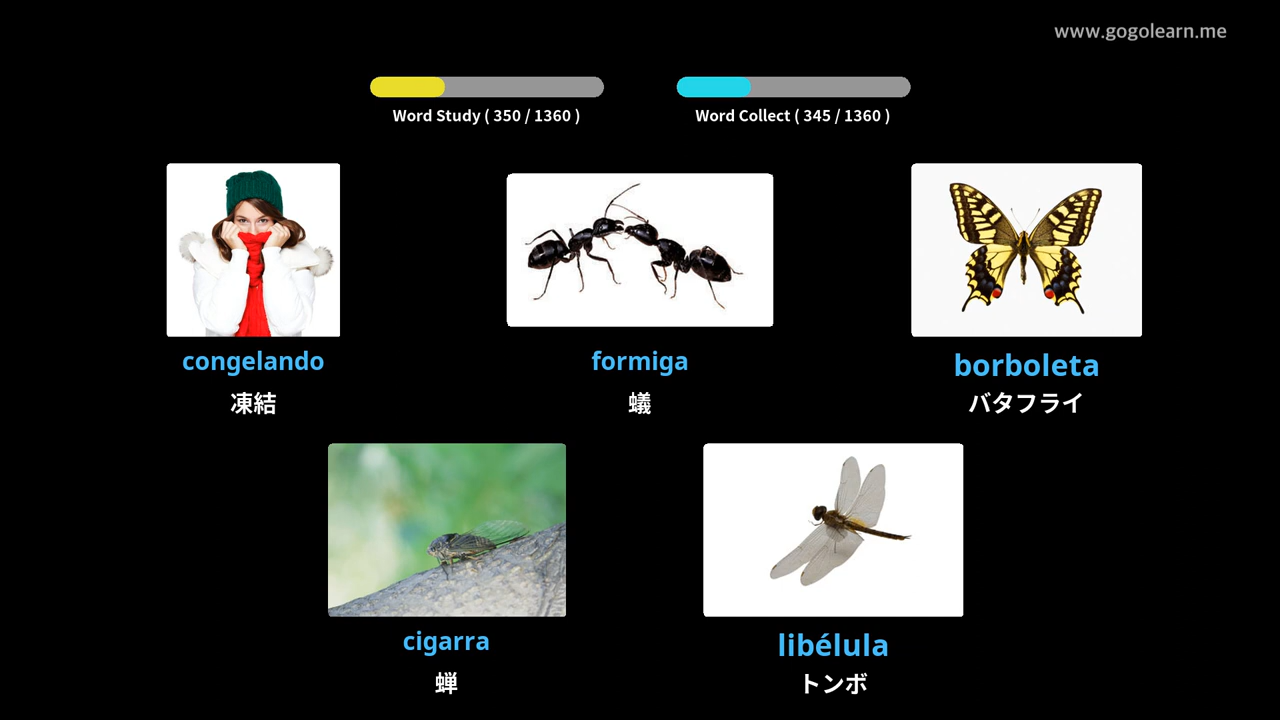 www.gogolearn.me
Word Study ( 350 / 1360 )
Word Collect ( 345 / 1360 )
congelando
凍結
formiga
蟻
borboleta
バタフライ
cigarra
蝉
libélula
トンボ